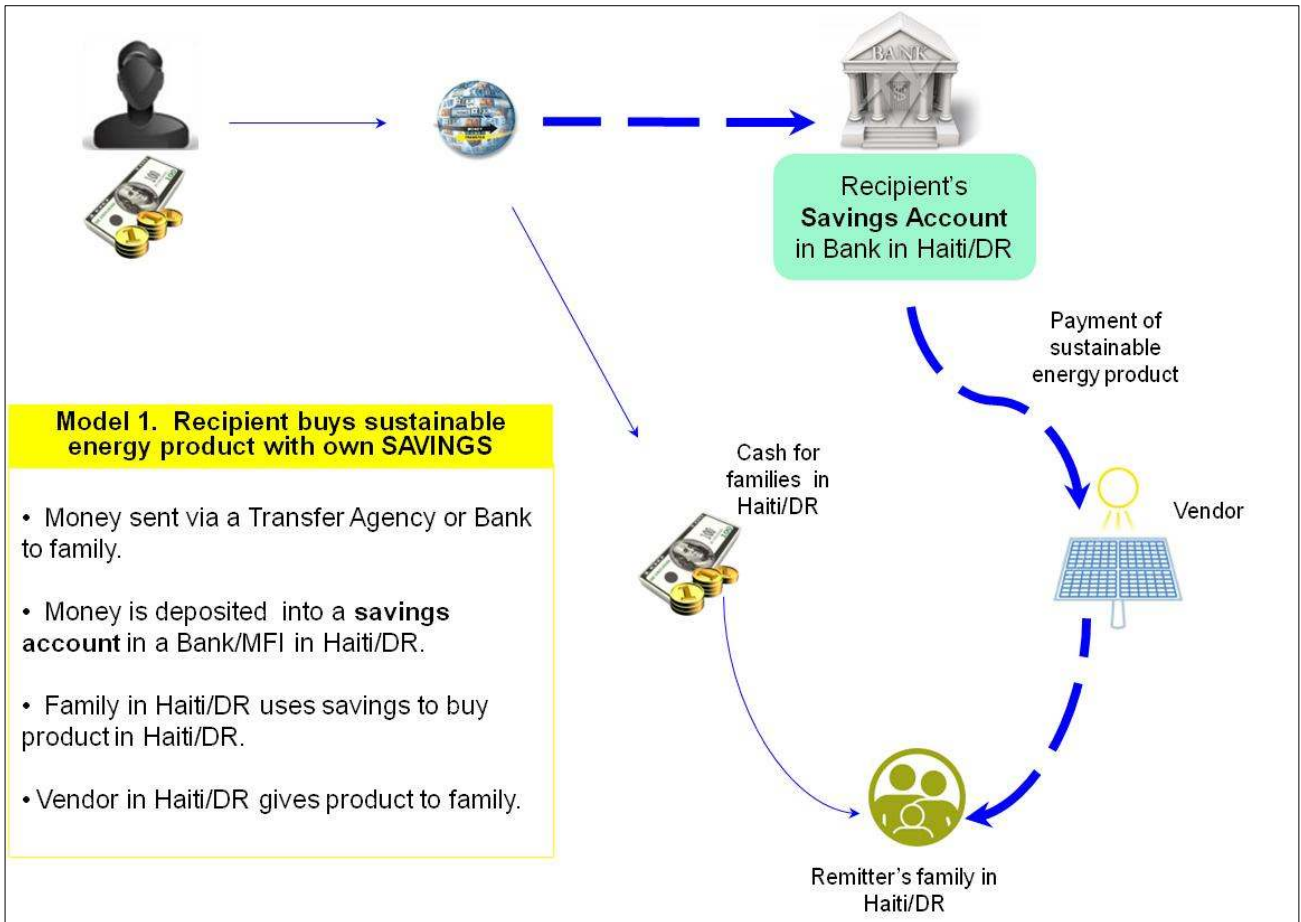 BANK
MONEY
TRANSFER
Recipient's
Savings Account
in Bank in Haiti/DR
Payment of
sustainable
energy product
Model 1.  Recipient buys sustainable
energy product with own SAVINGS
• Money sent via a Transfer Agency or Bank
to family.
• Money is deposited into a savings
account in a Bank/MFI in Haiti/DR.
• Family in Haiti/DR uses savings to buy
product in Haiti/DR.
• Vendor in Haiti/DR gives product to family.
Cash for
families in
Haiti/DR
Vendor
Remitter's family in
Haiti/DR